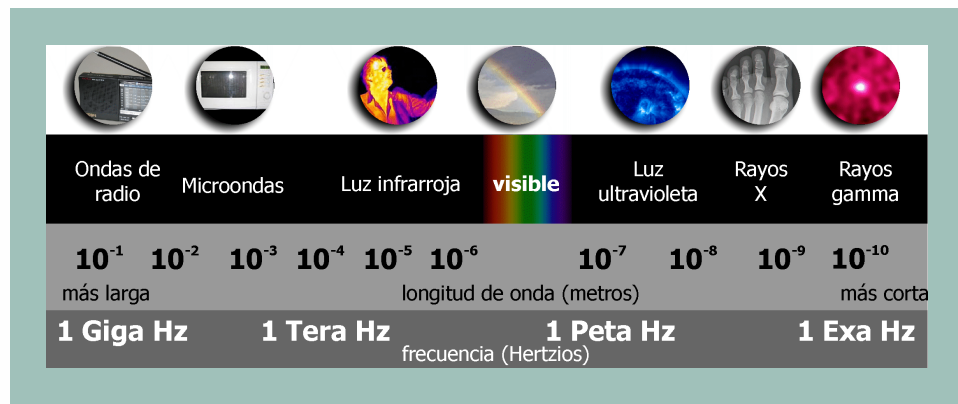 Ondas de
radio
Microondas
Luz infrarroja
visible
Luz
ultravioleta
Rayos
X
Rayos
gamma
10⁻¹ 10⁻² 10⁻³ 10⁻⁴ 10⁻⁵ 10⁻⁶ 10⁻⁷ 10⁻⁸ 10⁻⁹ 10⁻¹⁰
más larga longitud de onda (metros) más corta
1 Giga Hz 1 Tera Hz 1 Peta Hz 1 Exa Hz
frecuencia (Hertzios)